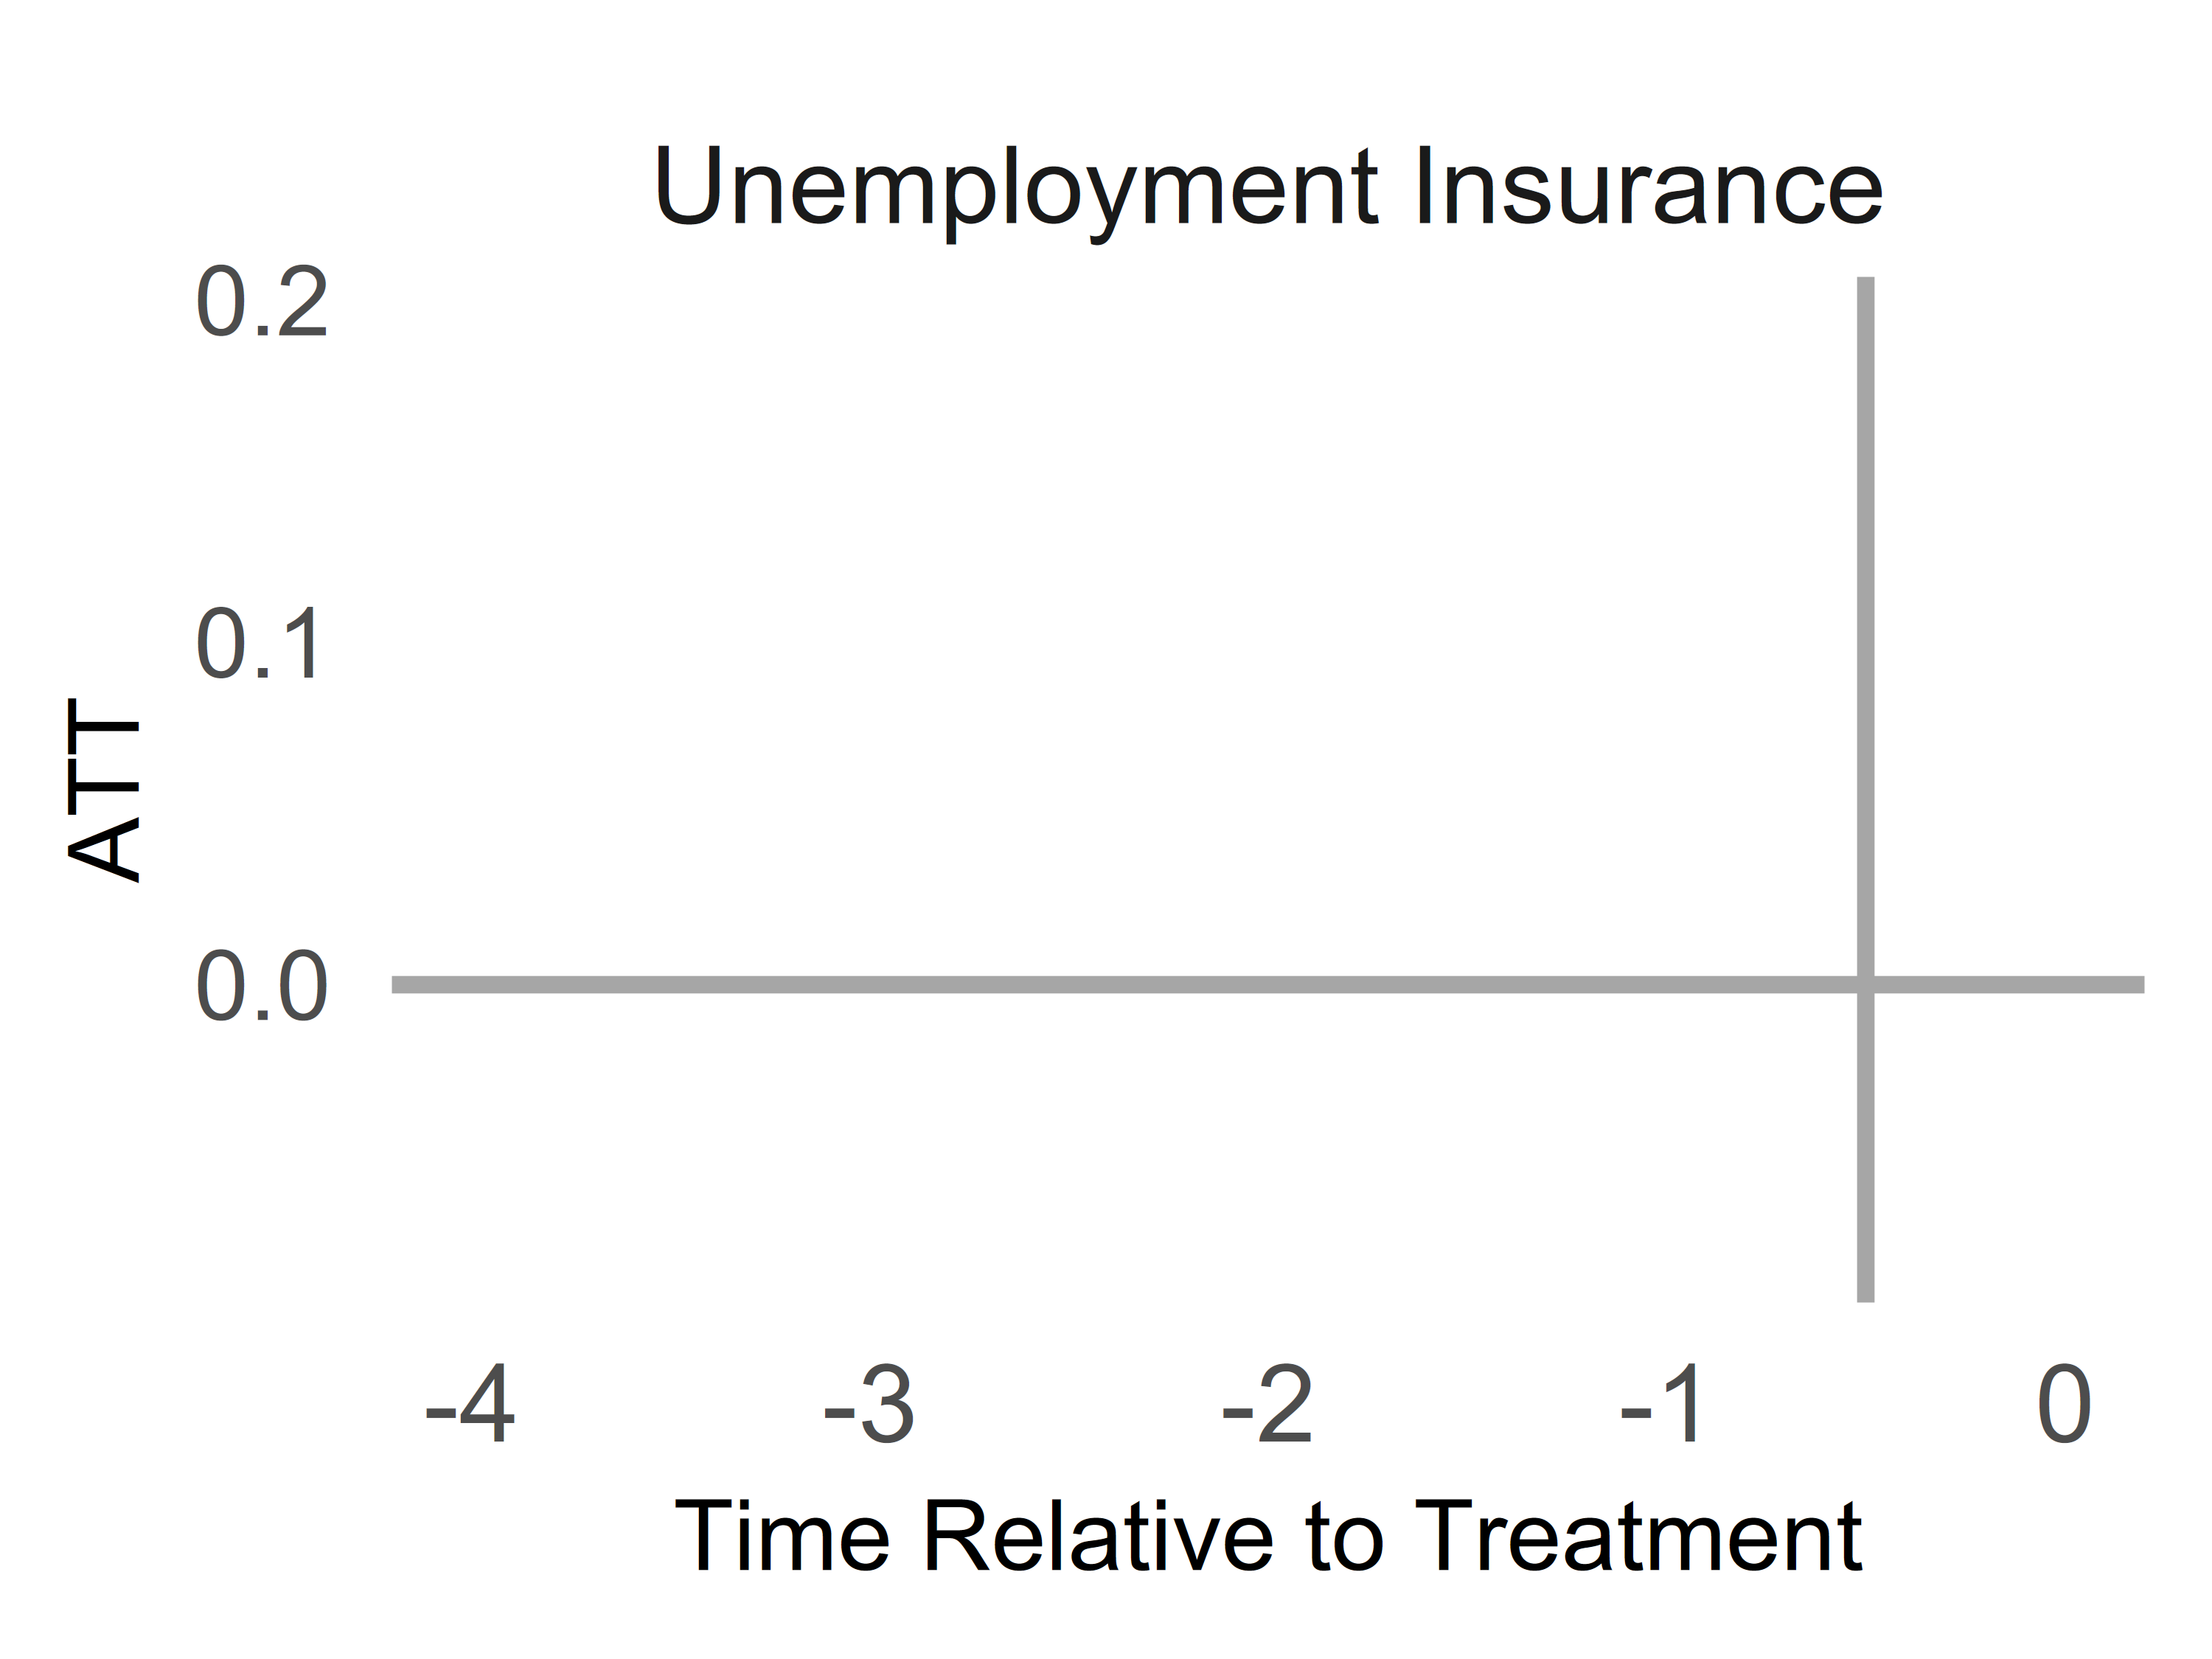 Unemployment Insurance
0.2
0.1
0.0
ATT
-4 -3 -2 -1 0
Time Relative to Treatment